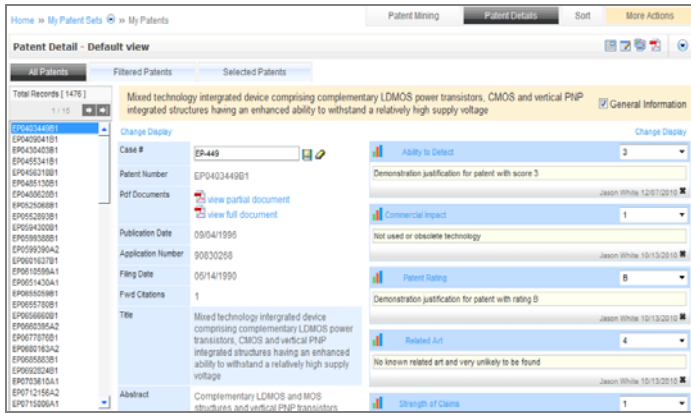 Home » My Patent Sets » My Patents
Patent Mining
Patent Details
Sort
More Actions
Patent Detail - Default view
All Patents
Filtered Patents
Selected Patents
Total Records [ 1476 ]
1 / 15
Mixed technology intergrated device comprising complementary LDMOS power transistors, CMOS and vertical PNP
integrated structures having an enhanced ability to withstand a relatively high supply voltage
General Information
EP0403449B1
EP0409041B1
EP0430403B1
EP0455341B1
EP0456318B1
EP0485130B1
EP0525068B1
EP0552893B1
EP0594300B1
EP0599388B1
EP0599390A2
EP0601637B1
EP0610599A1
EP0651430A1
EP0655059B1
EP0655780B1
EP0656660B1
EP0660395A2
EP0677876B1
EP0680163A2
EP0685883B1
EP0692824B1
EP0703610A1
EP0712156A2
EP0715006A1
Change Display
Case #
EP-449
Patent Number
EP0403449B1
Pdf Documents
view partial document
view full document
Publication Date
09/04/1996
Application Number
90830268
Filing Date
06/14/1990
Fwd Citations
1
Title
Mixed technology intergrated device
comprising complementary LDMOS power
transistors, CMOS and vertical PNP
integrated structures having an enhanced
ability to withstand a relatively high supply
voltage
Abstract
Complementary LDMOS and MOS
structures and vertical PNP transistors
Change Display
Ability to Detect
3
Demonstration justification for patent with score 3
Jason White 12/07/2010
Commercial Impact
1
Not used or obsolete technology
Jason White 10/13/2010
Patent Rating
B
Demonstration justification for patent with rating B
Jason White 10/13/2010
Related Art
4
No known related art and very unlikely to be found
Jason White 10/13/2010
Strength of Claims
1